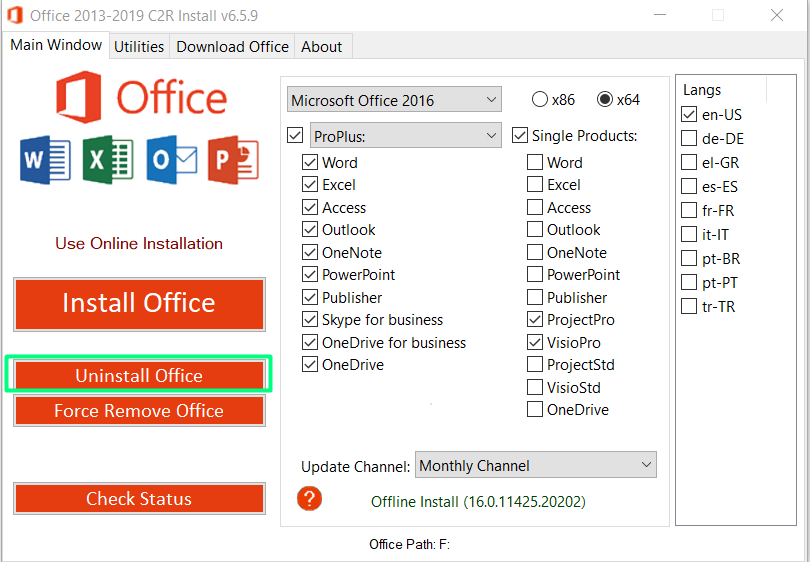 Office 2013-2019 C2R Install v6.5.9
Main Window
Utilities
Download Office
About
Office
W
X
O
P
Use Online Installation
Install Office
Uninstall Office
Force Remove Office
Check Status
Microsoft Office 2016
x86
x64
ProPlus:
Word
Excel
Access
Outlook
OneNote
PowerPoint
Publisher
Skype for business
OneDrive for business
OneDrive
Single Products:
Word
Excel
Access
Outlook
OneNote
PowerPoint
Publisher
ProjectPro
VisioPro
ProjectStd
VisioStd
OneDrive
Update Channel:
Monthly Channel
?
Offline Install (16.0.11425.20202)
Office Path: F:
Langs
en-US
de-DE
el-GR
es-ES
fr-FR
it-IT
pt-BR
pt-PT
tr-TR